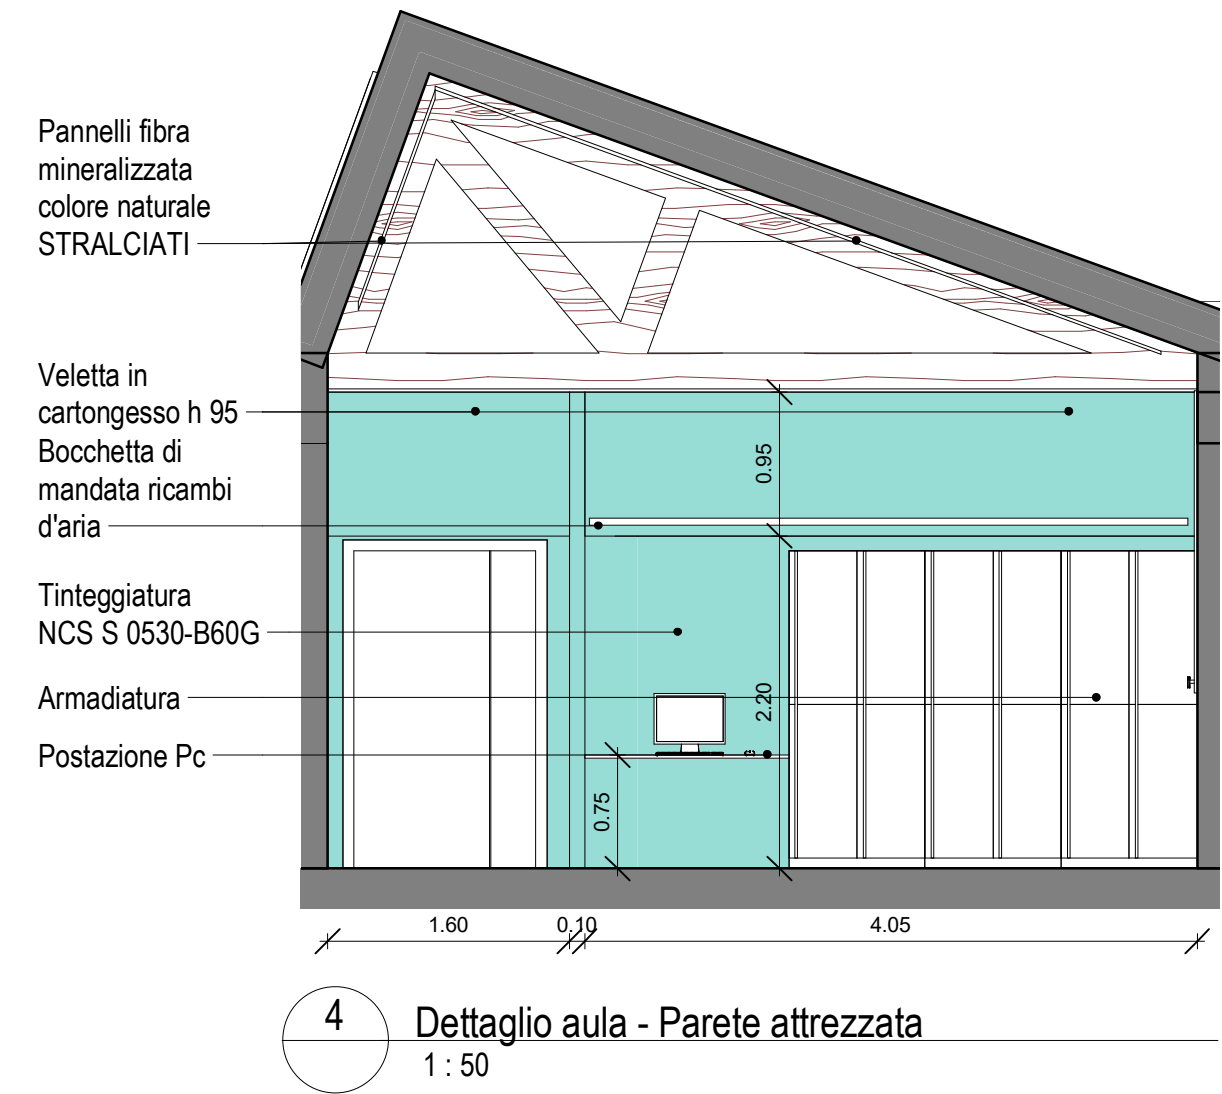 Pannelli fibra
mineralizzata
colore naturale
STRALCIATI
Veletta in
cartongesso h 95
Bocchetta di
mandata ricambi
d'aria
Tinteggiatura
NCS S 0530-B60G
Armadiatura
Postazione Pc
0.95
2.20
0.75
1.60
0.10
4.05
4
Dettaglio aula - Parete attrezzata
1 : 50